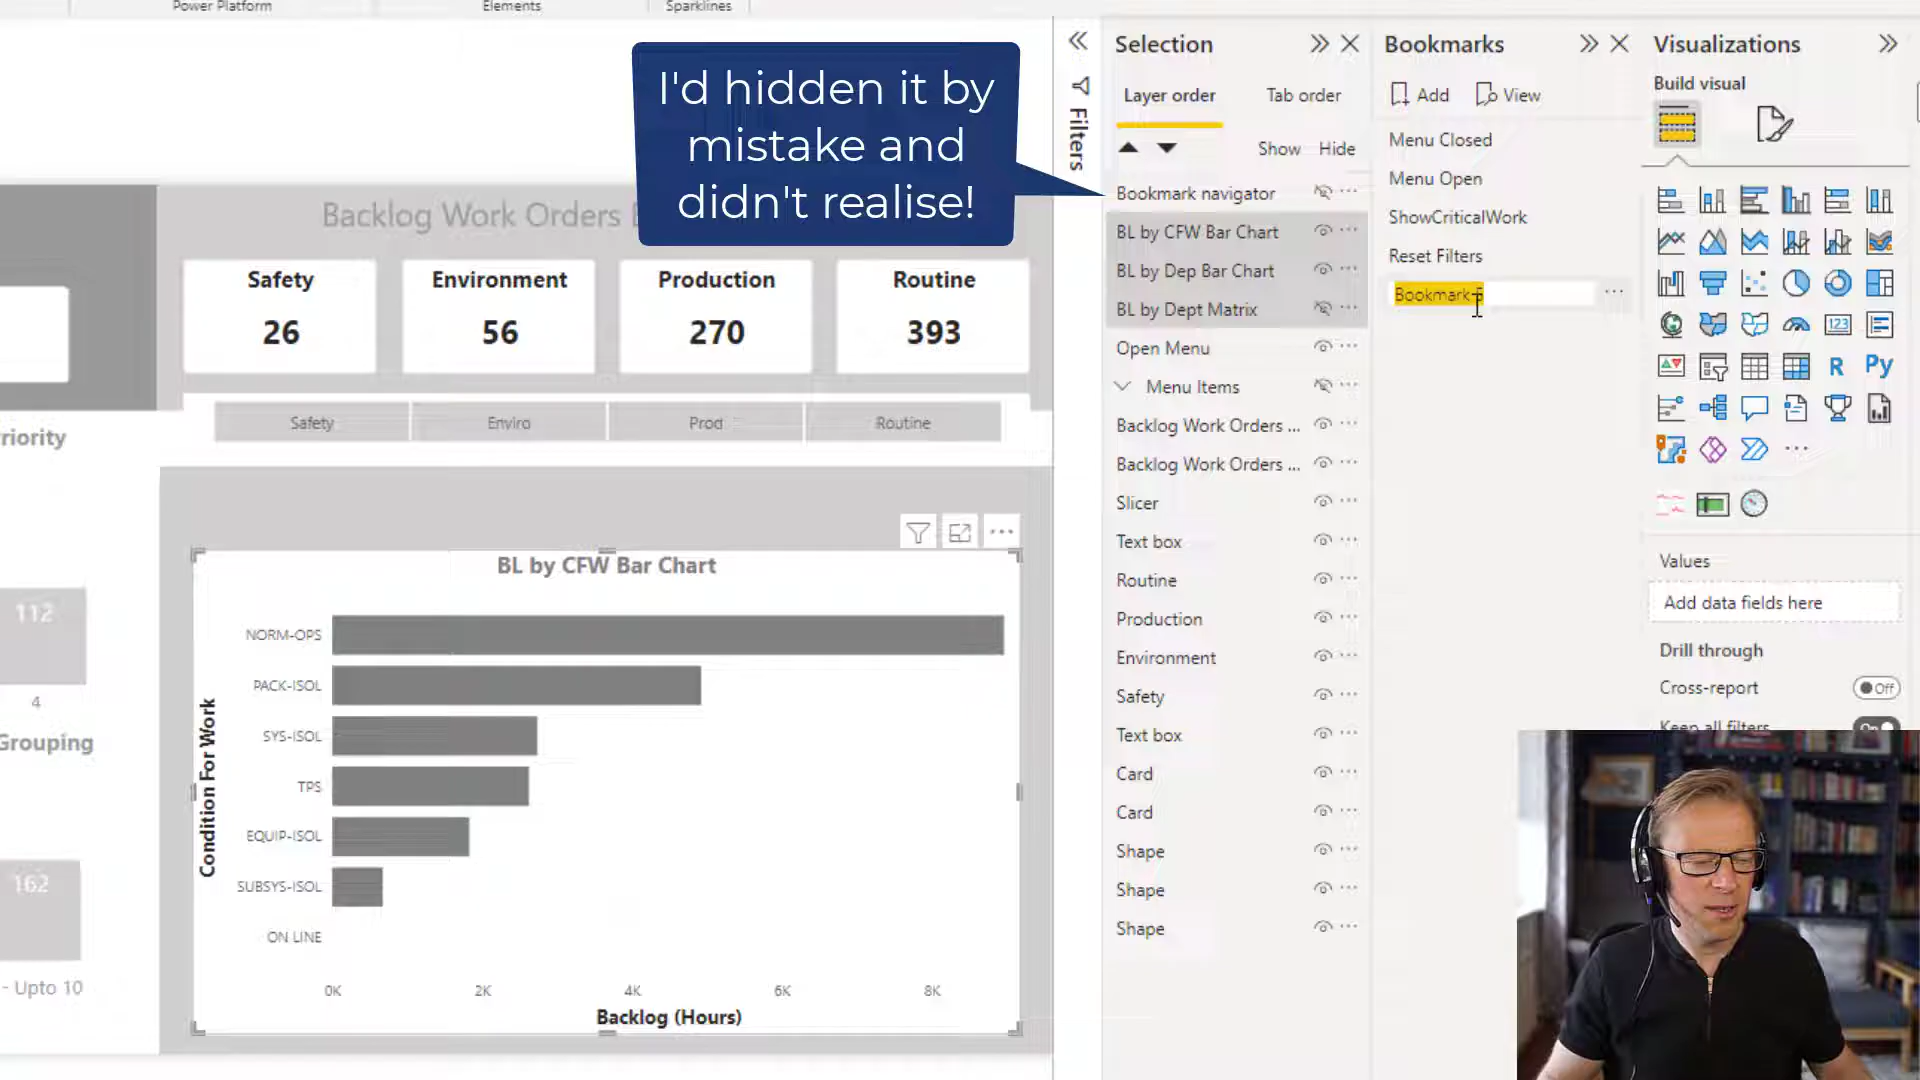 Power Platform
Elements
Sparklines
I'd hidden it by
mistake and
didn't realise!
Backlog Work Orders
Safety
26
Environment
56
Production
270
Routine
393
Safety
Enviro
Prod
Routine
riority
112
4
Grouping
162
- Upto 10
BL by CFW Bar Chart
Condition For Work
NORM-OPS
PACK-ISOL
SYS-ISOL
TPS
EQUIP-ISOL
SUBSYS-ISOL
ON LINE
0K
2K
4K
6K
8K
Backlog (Hours)
Filters
Selection
Layer order
Tab order
Show
Hide
Bookmark navigator
BL by CFW Bar Chart
BL by Dep Bar Chart
BL by Dept Matrix
Open Menu
Menu Items
Backlog Work Orders ...
Backlog Work Orders ...
Slicer
Text box
Routine
Production
Environment
Safety
Text box
Card
Card
Shape
Shape
Shape
Bookmarks
Add
View
Menu Closed
Menu Open
ShowCriticalWork
Reset Filters
Bookmark
Visualizations
Build visual
123
R
Py
Values
Add data fields here
Drill through
Cross-report
Off
Keep all filters
On